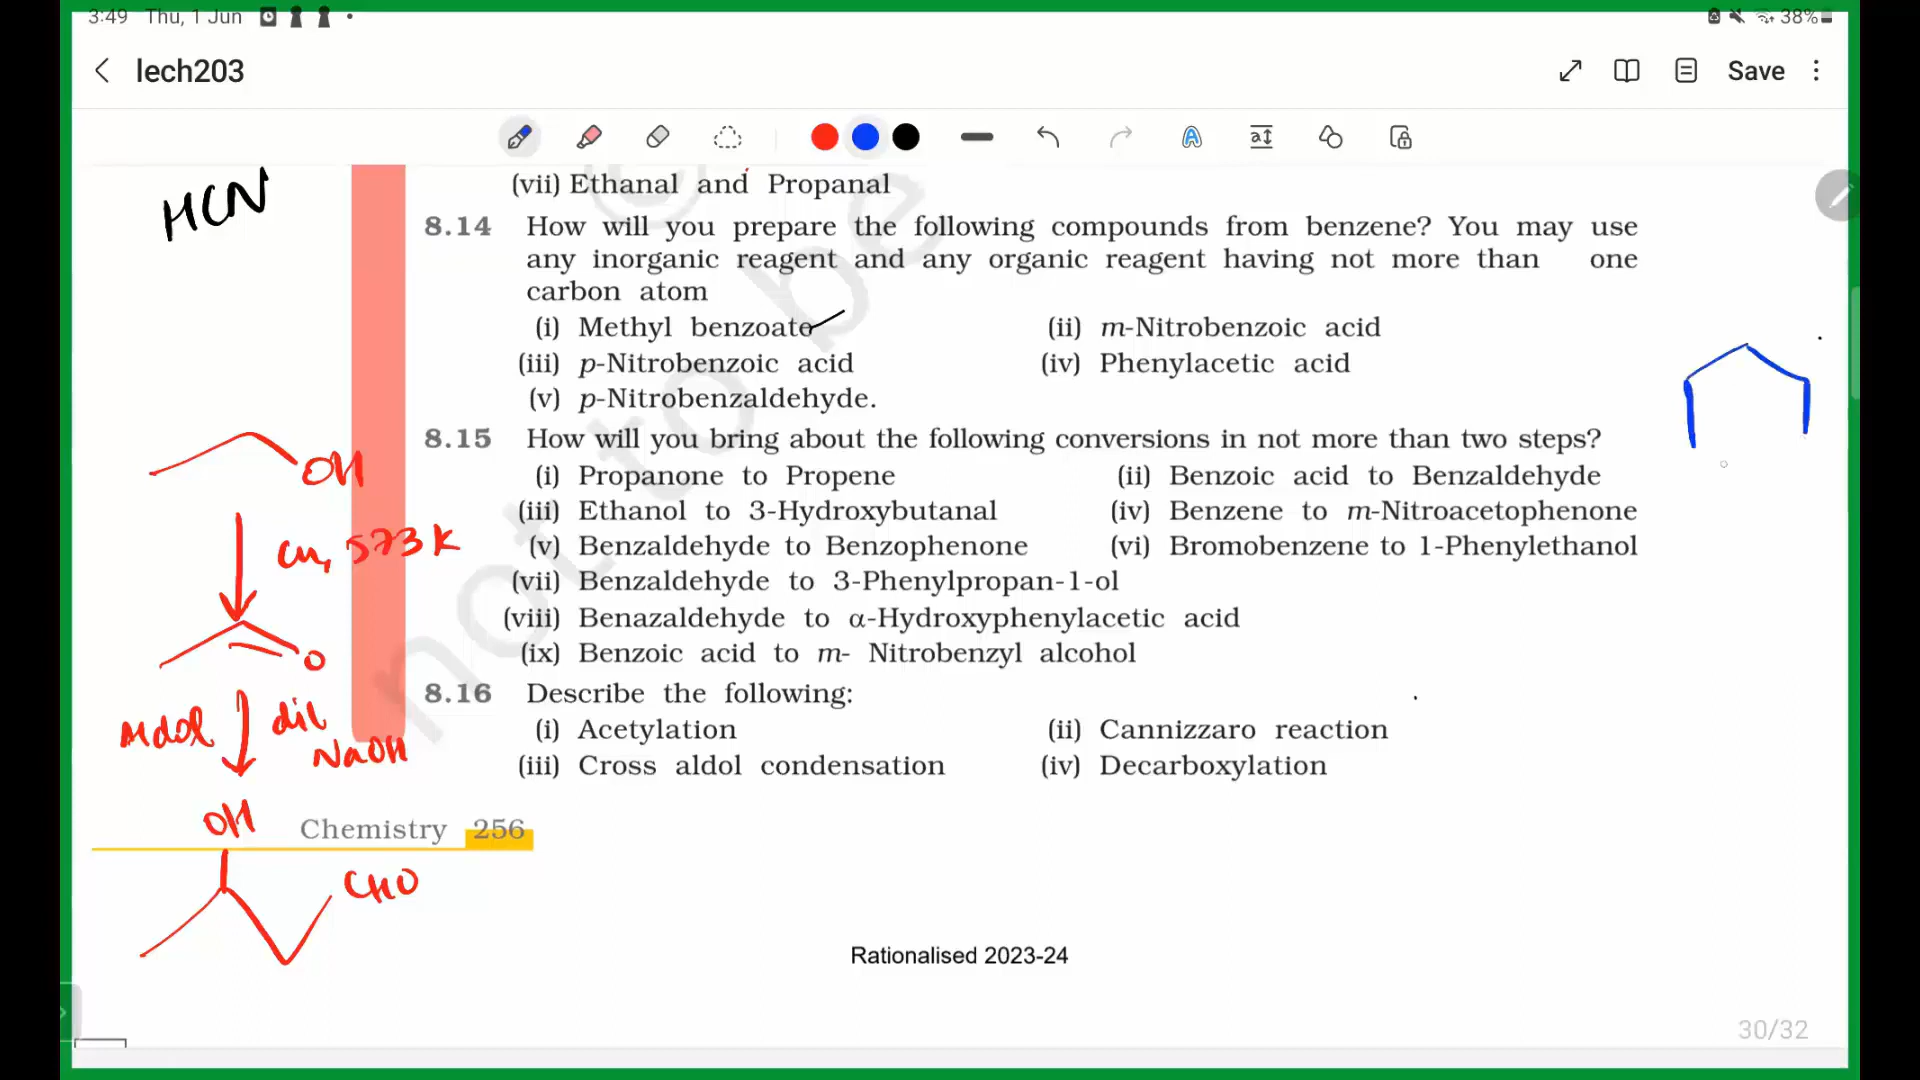 3:49 Thu, 1 Jun
38%
lech203
Save
HCN
(vii) Ethanal and Propanal
8.14 How will you prepare the following compounds from benzene? You may use
any inorganic reagent and any organic reagent having not more than one
carbon atom
(i) Methyl benzoate (ii) m-Nitrobenzoic acid
(iii) p-Nitrobenzoic acid (iv) Phenylacetic acid
(v) p-Nitrobenzaldehyde.
8.15 How will you bring about the following conversions in not more than two steps?
(i) Propanone to Propene (ii) Benzoic acid to Benzaldehyde
(iii) Ethanol to 3-Hydroxybutanal (iv) Benzene to m-Nitroacetophenone
(v) Benzaldehyde to Benzophenone (vi) Bromobenzene to 1-Phenylethanol
(vii) Benzaldehyde to 3-Phenylpropan-1-ol
(viii) Benazaldehyde to α-Hydroxyphenylacetic acid
(ix) Benzoic acid to m- Nitrobenzyl alcohol
8.16 Describe the following:
(i) Acetylation (ii) Cannizzaro reaction
(iii) Cross aldol condensation (iv) Decarboxylation
OH
Cu, 573 K
O
Aldol dil
NaOH
OH
CHO
Chemistry 256
Rationalised 2023-24
30/32
not to be